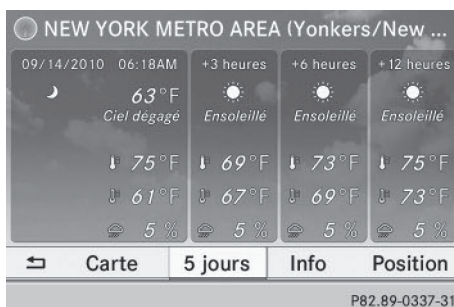 NEW YORK METRO AREA (Yonkers/New ...
09/14/2010 06:18AM +3 heures +6 heures +12 heures
63°F
Ciel dégagé Ensoleillé Ensoleillé Ensoleillé
75°F 69°F 73°F 75°F
61°F 67°F 69°F 73°F
5 % 5 % 5 % 5 %
Carte 5 jours Info Position
P82.89-0337-31